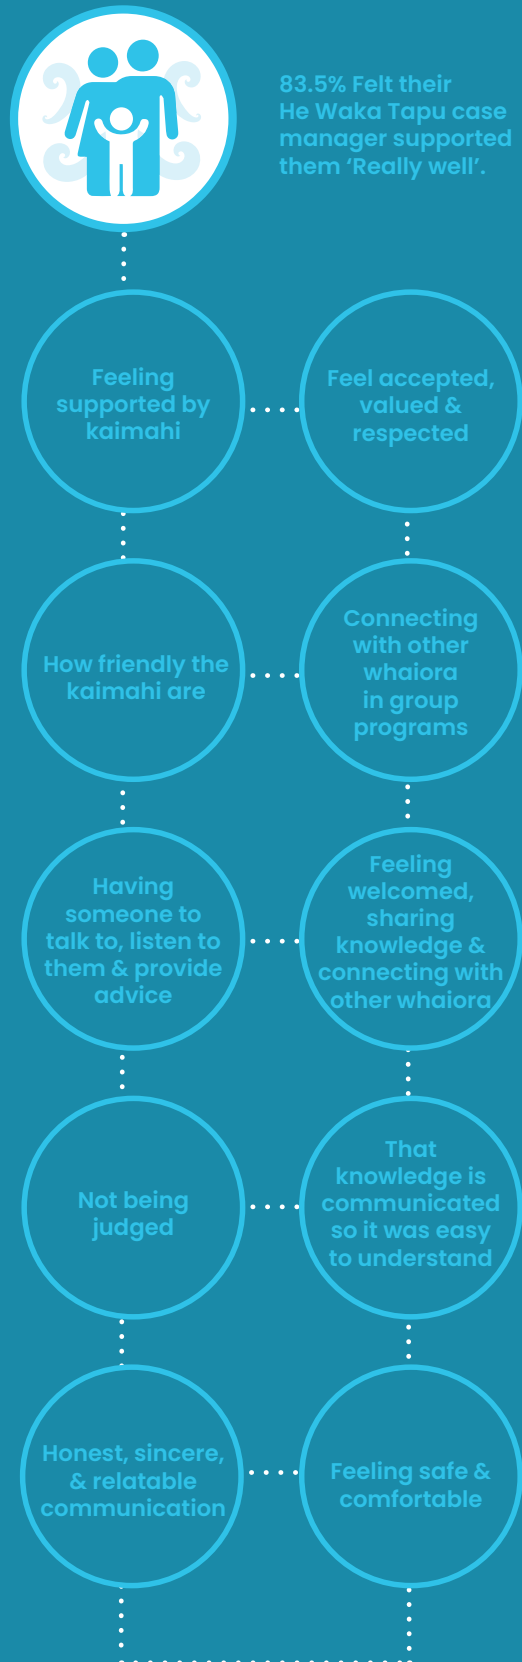 83.5% Felt their
He Waka Tapu case
manager supported
them ‘Really well’.
Feeling
supported by
kaimahi
Feel accepted,
valued &
respected
How friendly the
kaimahi are
Connecting
with other
whaiora
in group
programs
Having
someone to
talk to, listen to
them & provide
advice
Feeling
welcomed,
sharing
knowledge &
connecting with
other whaiora
Not being
judged
That
knowledge is
communicated
so it was easy
to understand
Honest, sincere,
& relatable
communication
Feeling safe &
comfortable